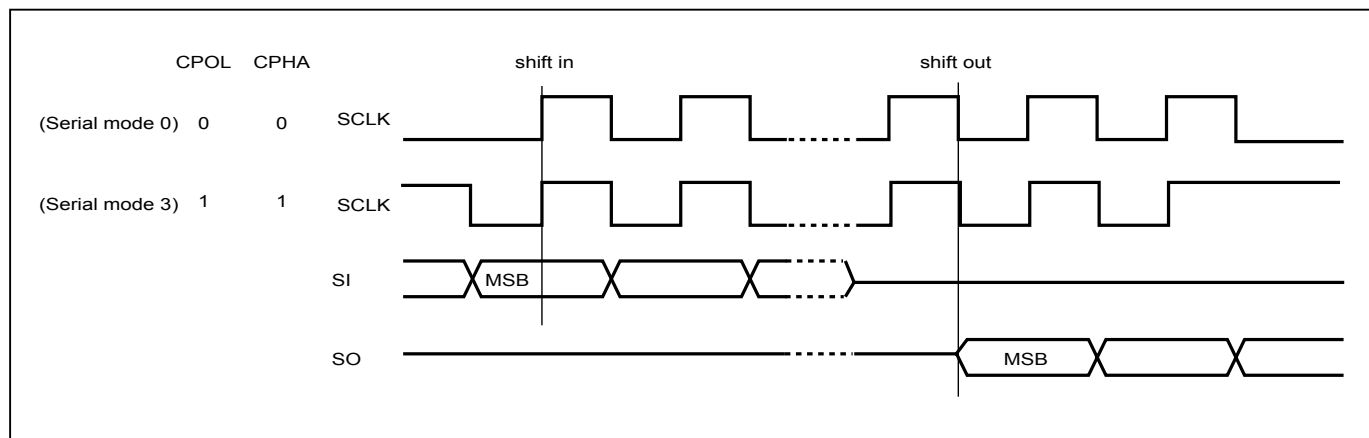 CPOL CPHA shift in shift out
(Serial mode 0) 0 0 SCLK
(Serial mode 3) 1 1 SCLK
SI MSB
SO MSB